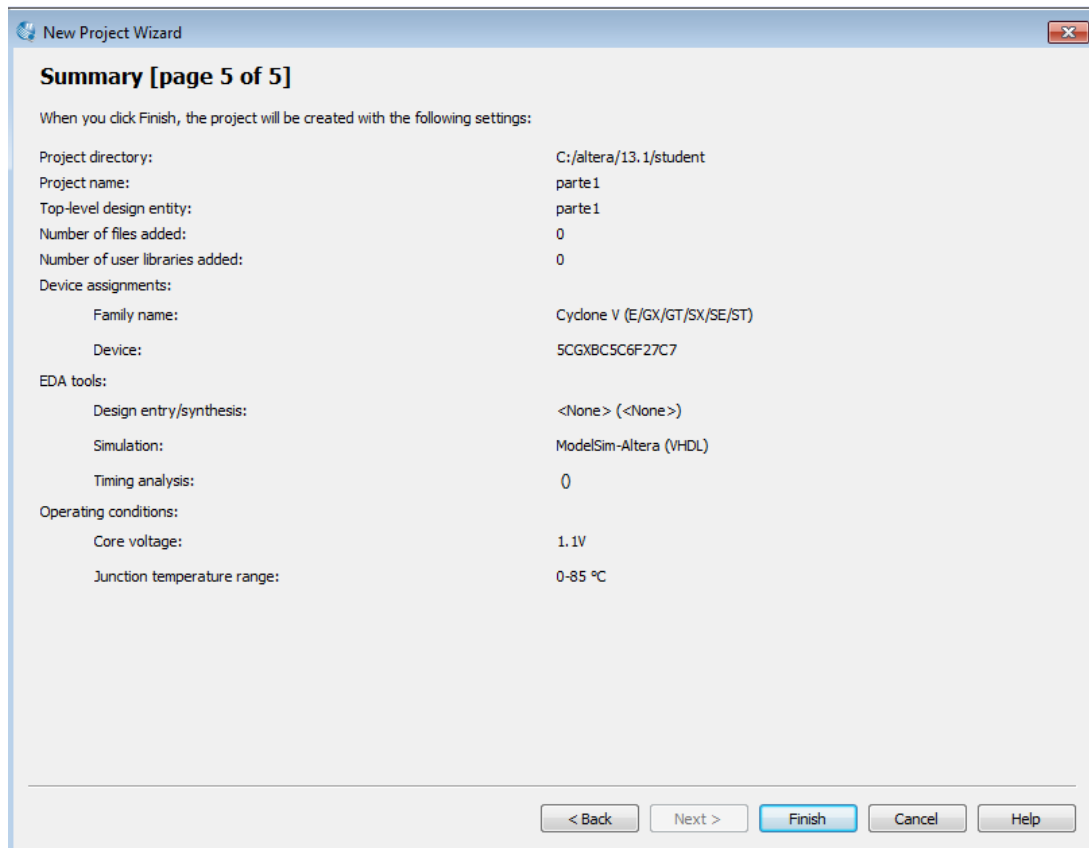 New Project Wizard
Summary [page 5 of 5]
When you click Finish, the project will be created with the following settings:
Project directory: C:/altera/13.1/student
Project name: parte1
Top-level design entity: parte1
Number of files added: 0
Number of user libraries added: 0
Device assignments:
Family name: Cyclone V (E/GX/GT/SX/SE/ST)
Device: 5CGXBC5C6F27C7
EDA tools:
Design entry/synthesis: <None> (<None>)
Simulation: ModelSim-Altera (VHDL)
Timing analysis: ()
Operating conditions:
Core voltage: 1.1V
Junction temperature range: 0-85 ºC
< Back Next > Finish Cancel Help